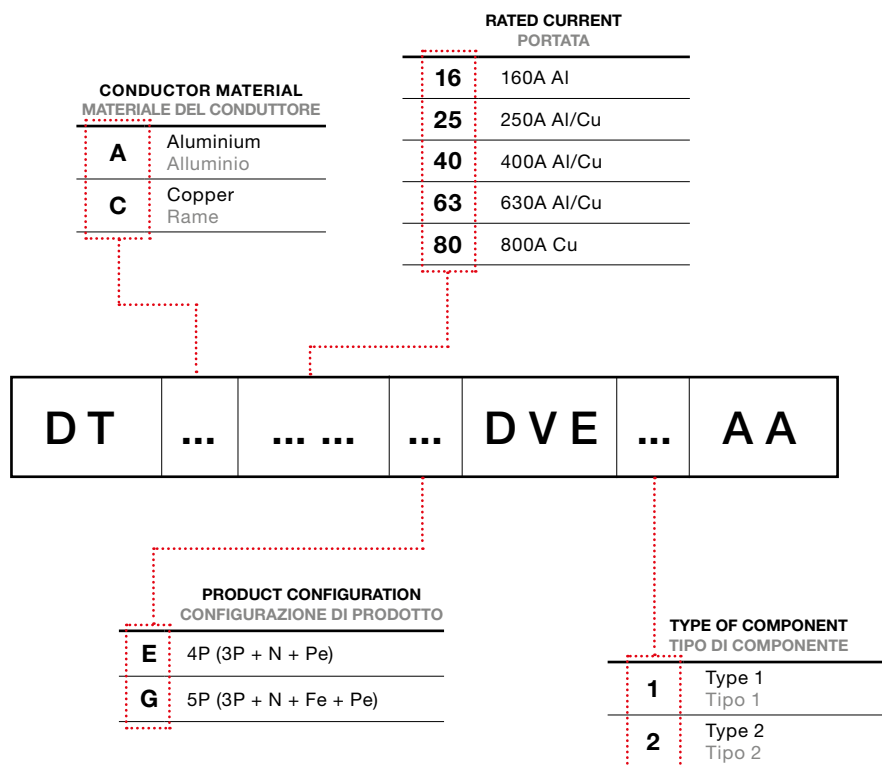 RATED CURRENT
PORTATA
16 160A Al
25 250A Al/Cu
40 400A Al/Cu
63 630A Al/Cu
80 800A Cu
CONDUCTOR MATERIAL
MATERIALE DEL CONDUTTORE
A Aluminium
Alluminio
C Copper
Rame
DT ... ... ... ... DVE ... AA
PRODUCT CONFIGURATION
CONFIGURAZIONE DI PRODOTTO
E 4P (3P + N + Pe)
G 5P (3P + N + Fe + Pe)
TYPE OF COMPONENT
TIPO DI COMPONENTE
1 Type 1
Tipo 1
2 Type 2
Tipo 2